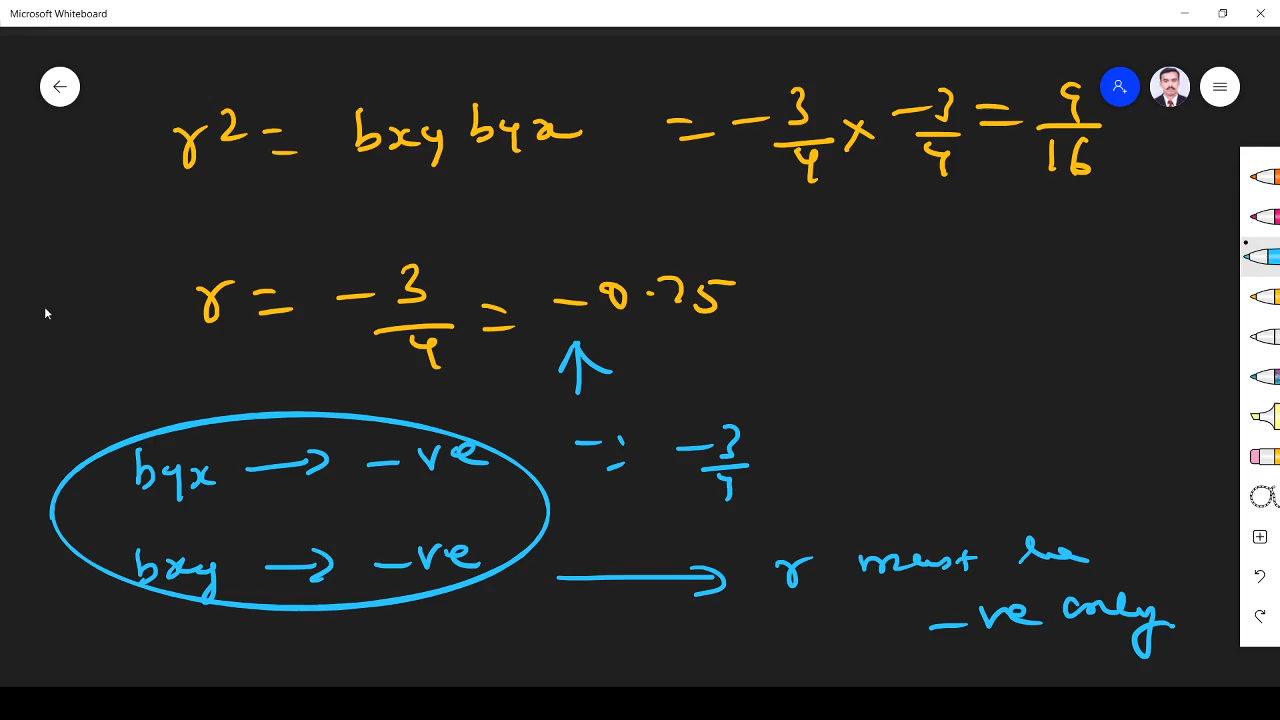 Microsoft Whiteboard
r² = bxy byx = -3/4 × -3/4 = 9/16
r = -3/4 = -0.75
byx → -ve -: -3/4
bxy → -ve → r must be
-ve only